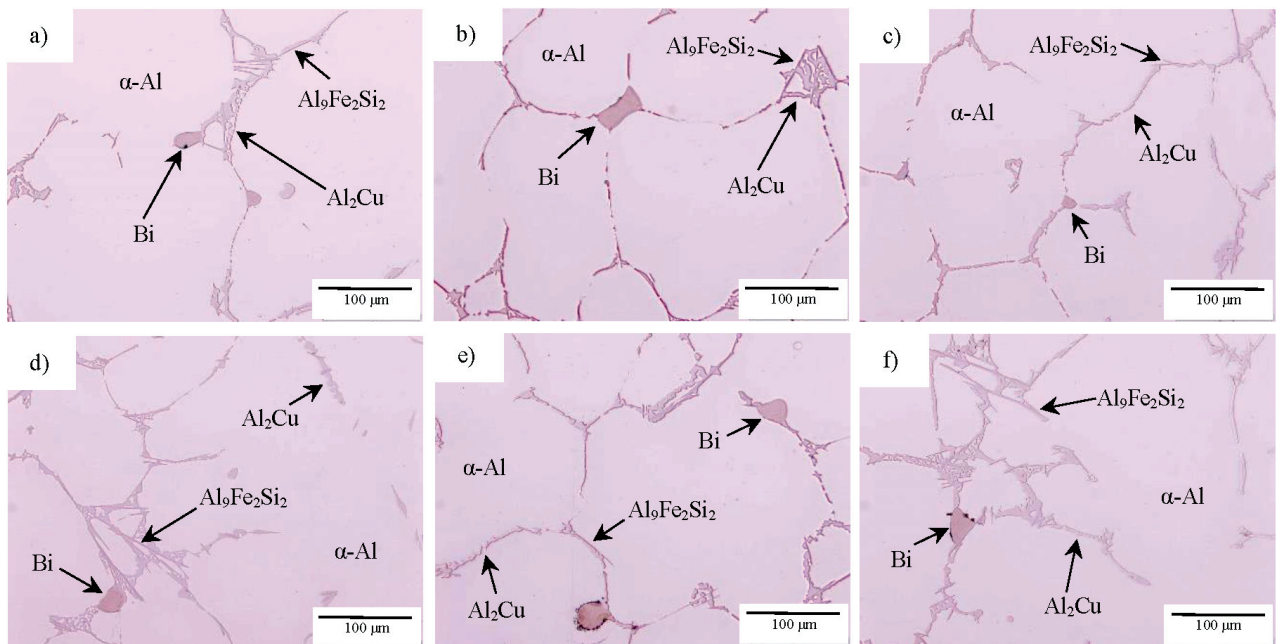 a)
α-Al
Al₉Fe₂Si₂
Al₂Cu
Bi
100 μm
b)
α-Al
Al₉Fe₂Si₂
Bi
Al₂Cu
100 μm
c)
Al₉Fe₂Si₂
α-Al
Al₂Cu
Bi
100 μm
d)
Al₂Cu
Al₉Fe₂Si₂
Bi
α-Al
100 μm
e)
Bi
α-Al
Al₉Fe₂Si₂
Al₂Cu
100 μm
f)
Al₉Fe₂Si₂
α-Al
Bi
Al₂Cu
100 μm